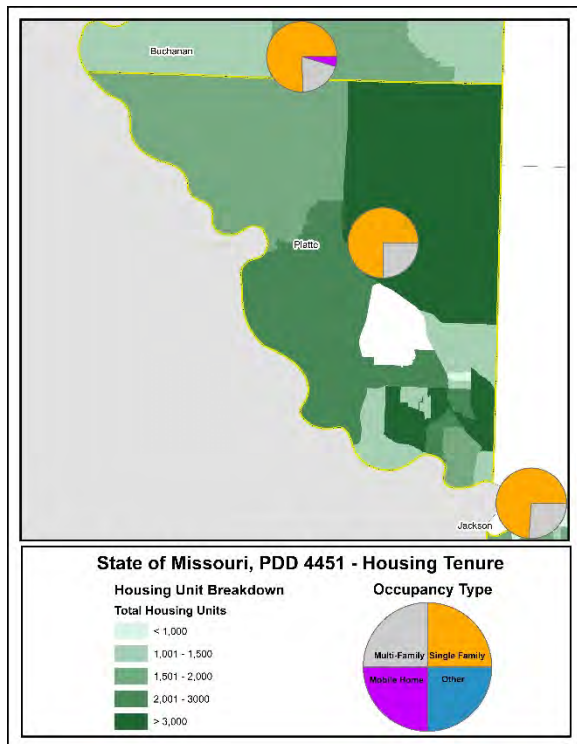 Buchanan
Platte
Jackson
State of Missouri, PDD 4451 - Housing Tenure
Housing Unit Breakdown
Total Housing Units
< 1,000
1,001 - 1,500
1,501 - 2,000
2,001 - 3000
> 3,000
Occupancy Type
Multi-Family
Single Family
Mobile Home
Other